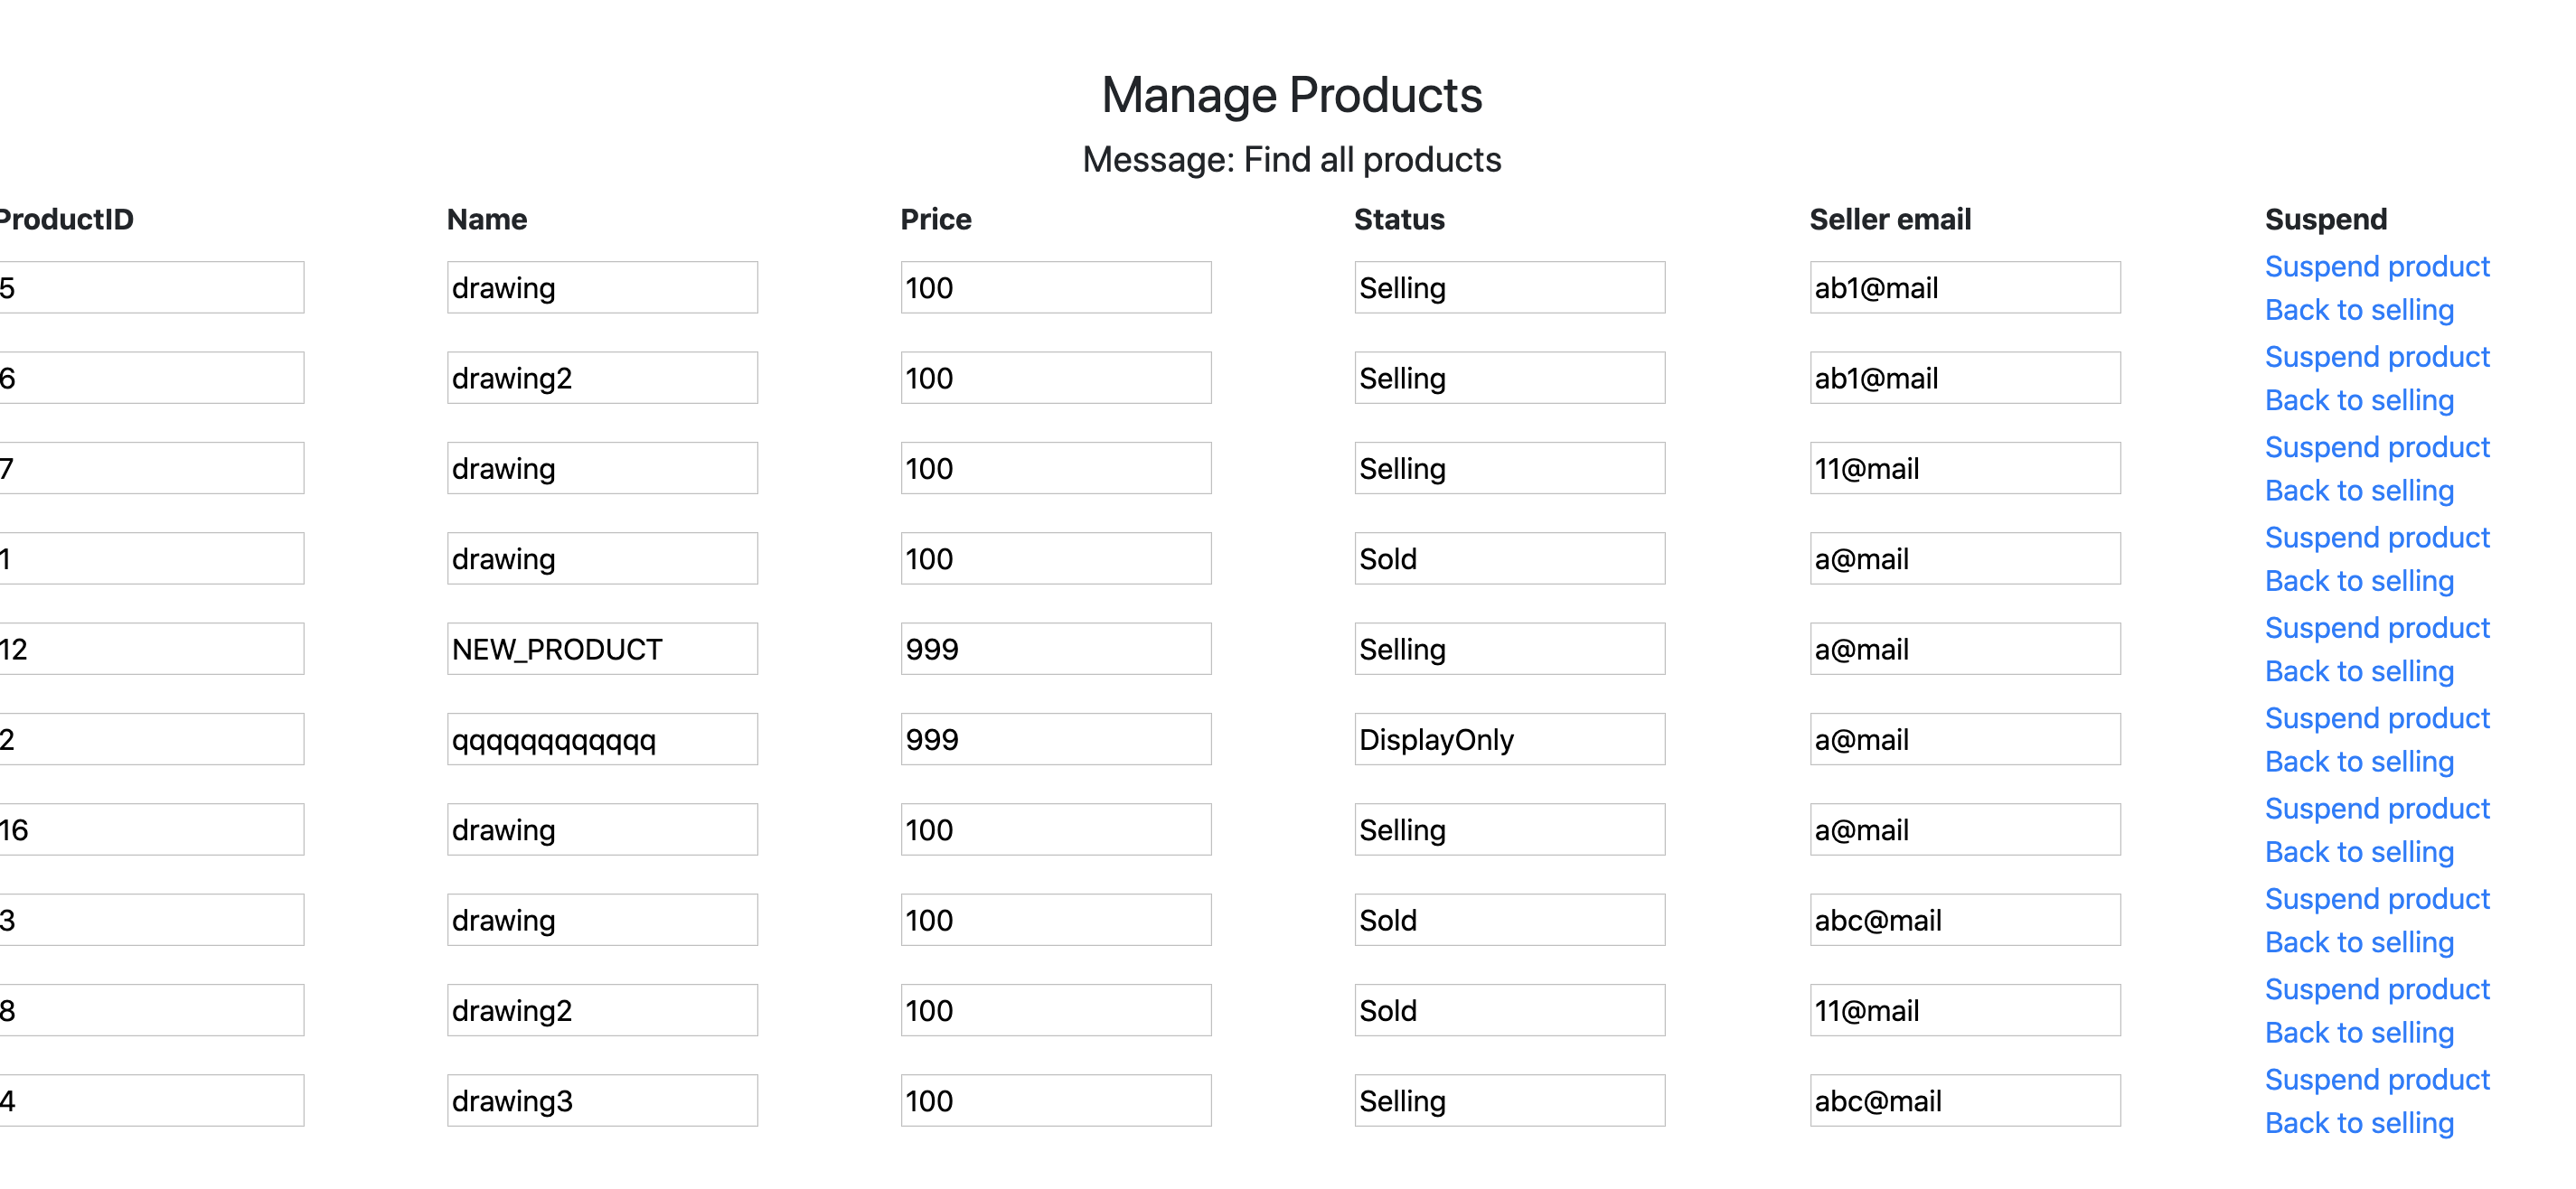 Manage Products
Message: Find all products
ProductID Name Price Status Seller email Suspend
5 drawing 100 Selling ab1@mail Suspend product
Back to selling
6 drawing2 100 Selling ab1@mail Suspend product
Back to selling
7 drawing 100 Selling 11@mail Suspend product
Back to selling
1 drawing 100 Sold a@mail Suspend product
Back to selling
12 NEW_PRODUCT 999 Selling a@mail Suspend product
Back to selling
2 qqqqqqqqqqqq 999 DisplayOnly a@mail Suspend product
Back to selling
16 drawing 100 Selling a@mail Suspend product
Back to selling
3 drawing 100 Sold abc@mail Suspend product
Back to selling
8 drawing2 100 Sold 11@mail Suspend product
Back to selling
4 drawing3 100 Selling abc@mail Suspend product
Back to selling